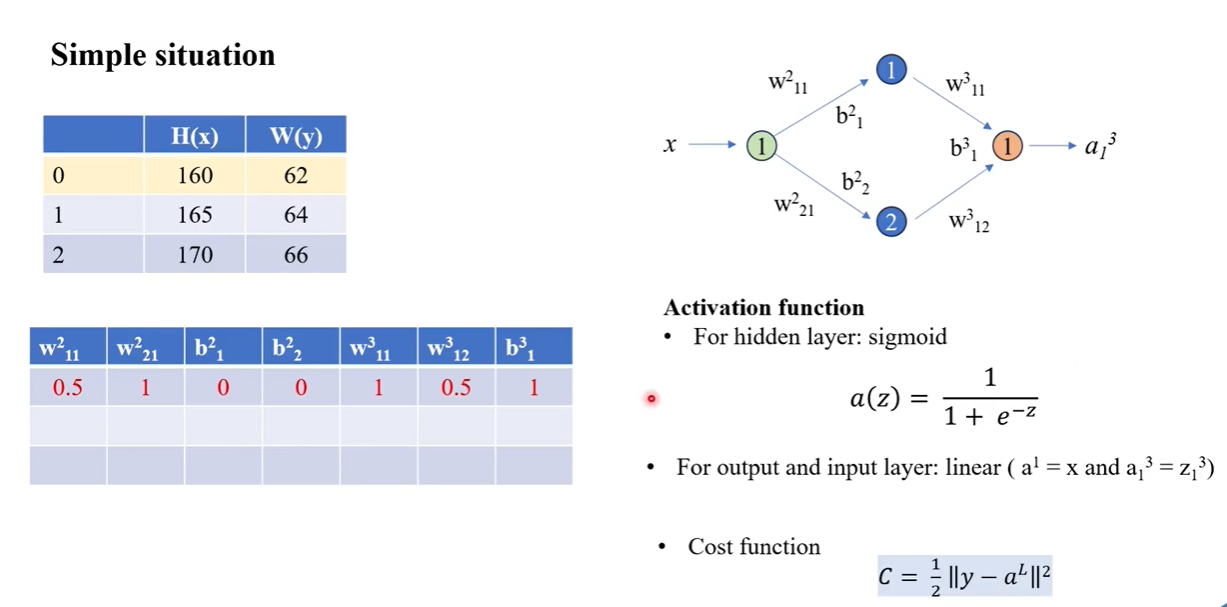 Simple situation
H(x) W(y)
0 160 62
1 165 64
2 170 66
w²₁₁ w²₂₁ b²₁ b²₂ w³₁₁ w³₁₂ b³₁
0.5 1 0 0 1 0.5 1
w²₁₁ 1 w³₁₁
b²₁
x 1 b³₁ 1 a₁³
b²₂
w²₂₁ 2 w³₁₂
Activation function
• For hidden layer: sigmoid
a(z) = 1 / (1 + e⁻ᶻ)
• For output and input layer: linear ( a¹ = x and a₁³ = z₁³)
• Cost function
C = ½ ||y − aᴸ||²